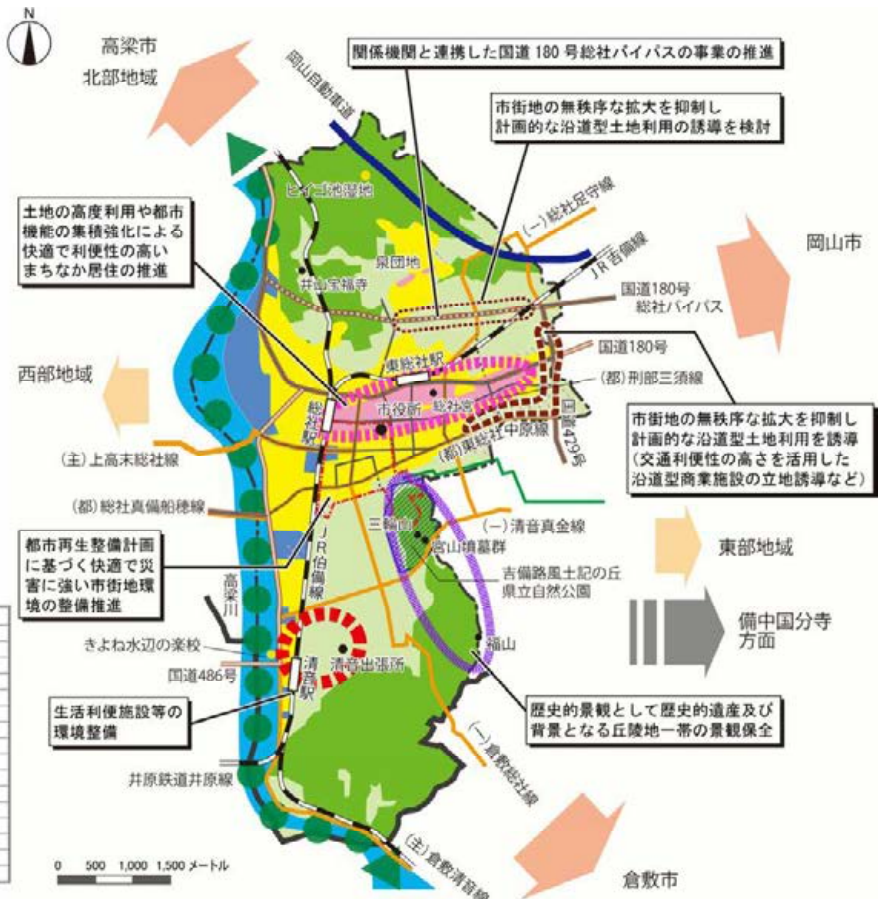 N
高梁市
北部地域
岡山自動車道
関係機関と連携した国道180号総社バイパスの事業の推進
市街地の無秩序な拡大を抑制し
計画的な沿道型土地利用の誘導を検討
ヒイゴ池湿地
(一)総社足守線
土地の高度利用や都市
機能の集積強化による
快適で利便性の高い
まちなか居住の推進
泉団地
井山宝福寺
JR吉備線
岡山市
国道180号
総社バイパス
国道180号
(都)刑部三須線
西部地域
東総社駅
総社駅
市役所
総社宮
国道429号
(都)東総社中原線
市街地の無秩序な拡大を抑制し
計画的な沿道型土地利用を誘導
(交通利便性の高さを活用した
沿道型商業施設の立地誘導など)
(主)上高末総社線
(都)総社真備船穂線
三輪山
(一)清音真金線
宮山墳墓群
東部地域
都市再生整備計画
に基づく快適で災
害に強い市街地環
境の整備推進
JR伯備線
吉備路風土記の丘
県立自然公園
高梁川
備中国分寺
方面
きよね水辺の楽校
福山
国道486号
清音駅
清音出張所
生活利便施設等の
環境整備
歴史的景観として歴史的遺産及び
背景となる丘陵地一帯の景観保全
(一)倉敷総社線
井原鉄道井原線
(主)倉敷清音線
0 500 1,000 1,500 メートル
倉敷市